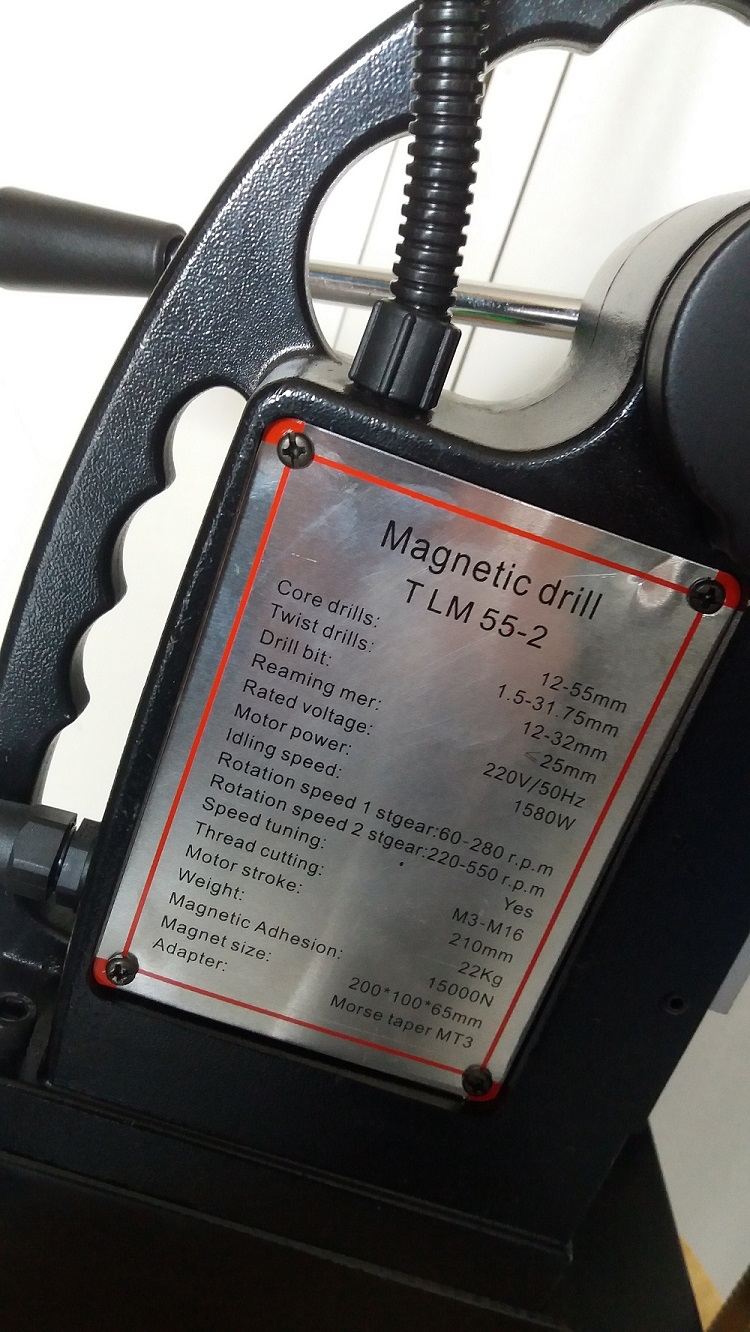 Magnetic drill
T LM 55-2
Core drills: 12-55mm
Twist drills: 1.5-31.75mm
Drill bit: 12-32mm
Reaming mer: <25mm
Rated voltage: 220V/50Hz
Motor power: 1580W
Idling speed:
Rotation speed 1 stgear:60-280 r.p.m
Rotation speed 2 stgear:220-550 r.p.m
Speed tuning: Yes
Thread cutting: M3-M16
Motor stroke: 210mm
Weight: 22Kg
Magnetic Adhesion: 15000N
Magnet size: 200*100*65mm
Adapter: Morse taper MT3